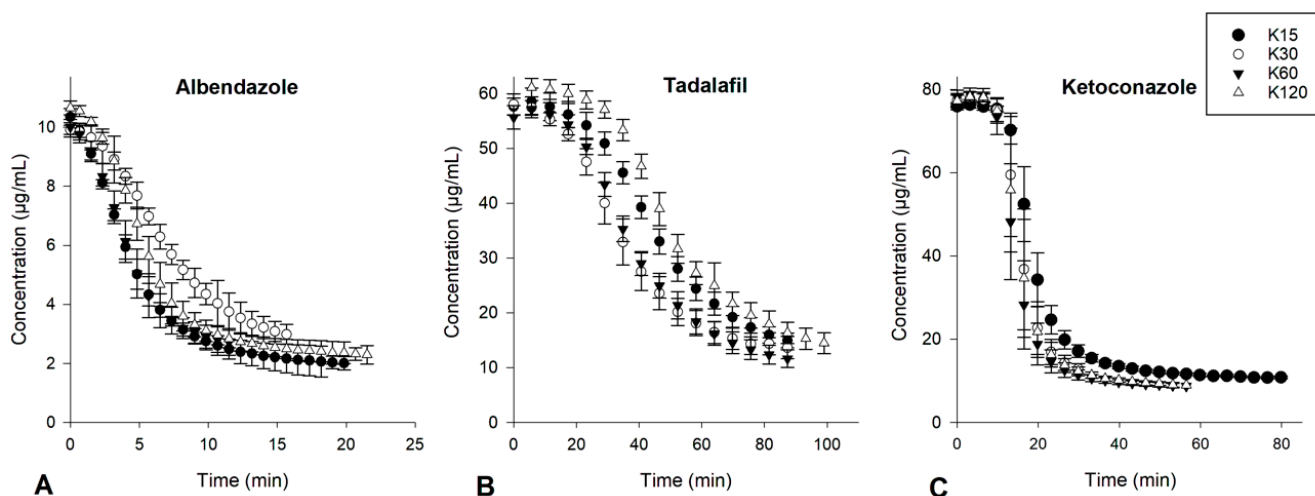 K15
K30
K60
K120
Albendazole
Tadalafil
Ketoconazole
Concentration (µg/mL)
10
8
6
4
2
0
0
5
10
15
20
25
Time (min)
A
Concentration (µg/mL)
60
50
40
30
20
10
0
0
20
40
60
80
100
Time (min)
B
Concentration (µg/mL)
80
60
40
20
0
0
20
40
60
80
Time (min)
C